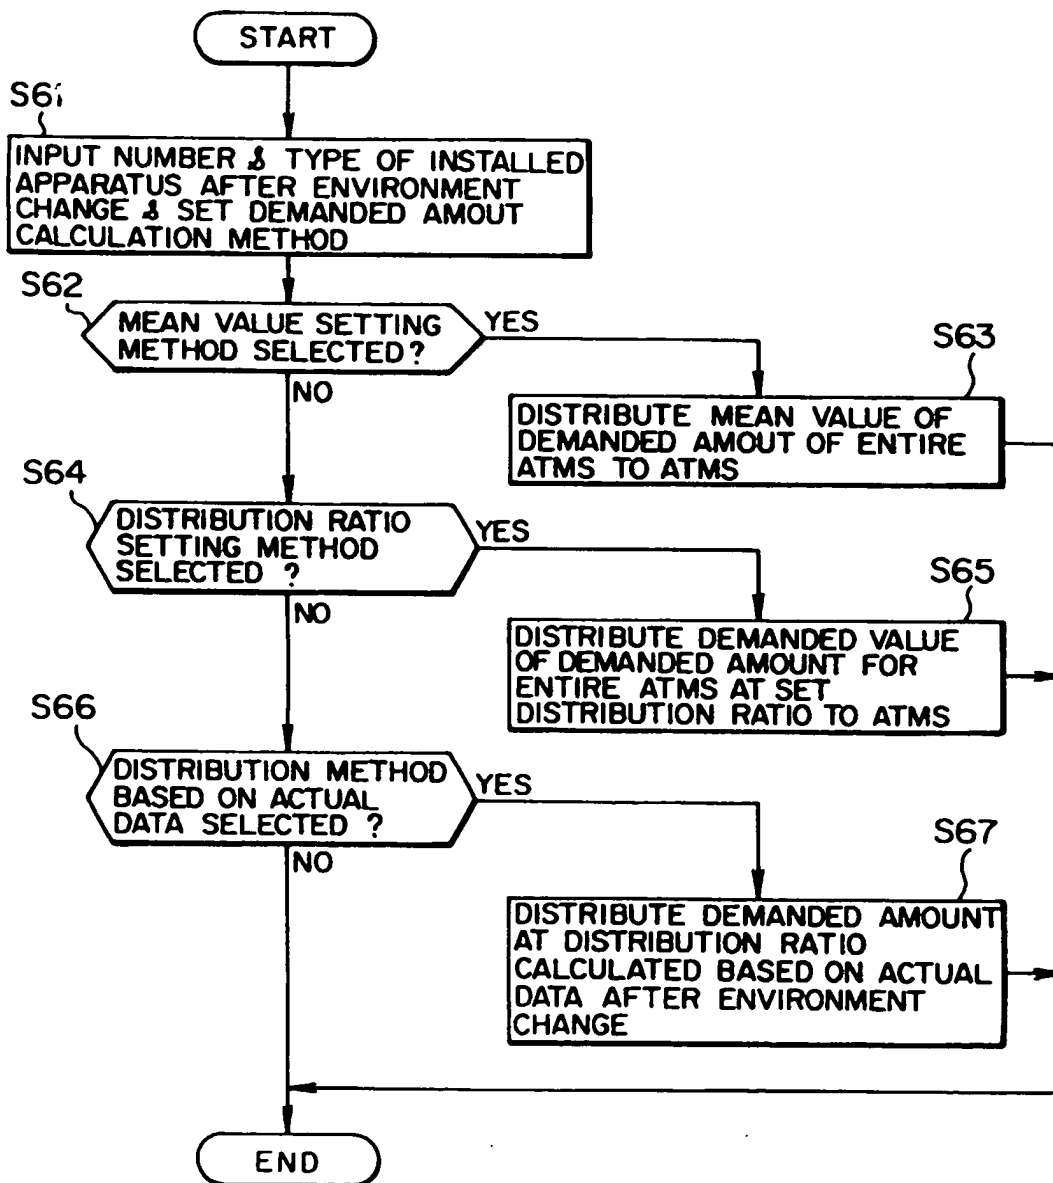 START
S61
INPUT NUMBER & TYPE OF INSTALLED
APPARATUS AFTER ENVIRONMENT
CHANGE & SET DEMANDED AMOUT
CALCULATION METHOD
S62
MEAN VALUE SETTING
METHOD SELECTED?
YES
NO
S63
DISTRIBUTE MEAN VALUE OF
DEMANDED AMOUT OF ENTIRE
ATMS TO ATMS
S64
DISTRIBUTION RATIO
SETTING METHOD
SELECTED ?
YES
NO
S65
DISTRIBUTE DEMANDED VALUE
OF DEMANDED AMOUNT FOR
ENTIRE ATMS AT SET
DISTRIBUTION RATIO TO ATMS
S66
DISTRIBUTION METHOD
BASED ON ACTUAL
DATA SELECTED ?
YES
NO
S67
DISTRIBUTE DEMANDED AMOUNT
AT DISTRIBUTION RATIO
CALCULATED BASED ON ACTUAL
DATA AFTER ENVIRONMENT
CHANGE
END